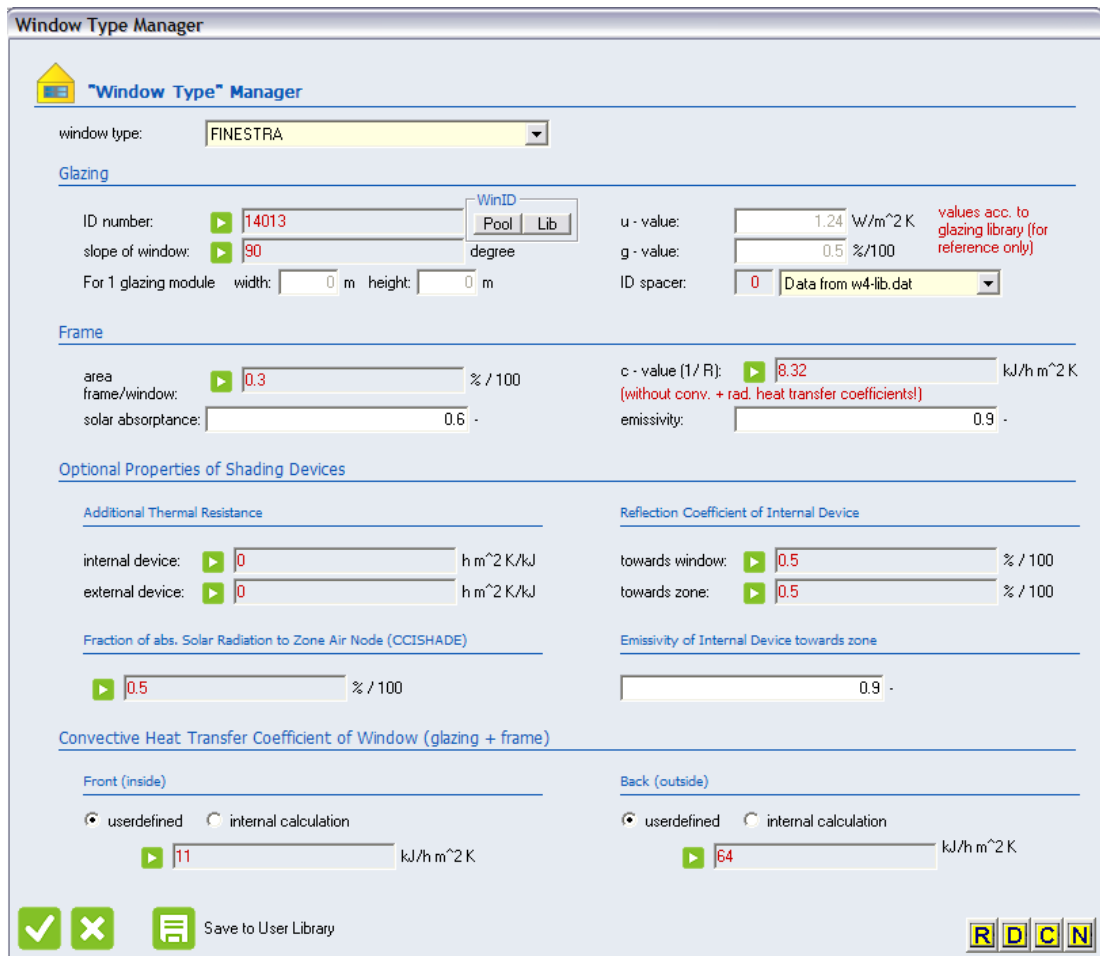 Window Type Manager
"Window Type" Manager
window type: FINESTRA
Glazing
WinID
ID number: 14013 Pool Lib
slope of window: 90 degree
For 1 glazing module width: 0 m height: 0 m
u - value: 1.24 W/m^2 K
g - value: 0.5 %/100
values acc. to
glazing library (for
reference only)
ID spacer: 0 Data from w4-lib.dat
Frame
area
frame/window: 0.3 % / 100
solar absorptance: 0.6 -
c - value (1/ R): 8.32 kJ/h m^2 K
(without conv. + rad. heat transfer coefficients!)
emissivity: 0.9 -
Optional Properties of Shading Devices
Additional Thermal Resistance
internal device: 0 h m^2 K/kJ
external device: 0 h m^2 K/kJ
Reflection Coefficient of Internal Device
towards window: 0.5 % / 100
towards zone: 0.5 % / 100
Fraction of abs. Solar Radiation to Zone Air Node (CCISHADE)
0.5 % / 100
Emissivity of Internal Device towards zone
0.9 -
Convective Heat Transfer Coefficient of Window (glazing + frame)
Front (inside)
userdefined internal calculation
11 kJ/h m^2 K
Back (outside)
userdefined internal calculation
64 kJ/h m^2 K
Save to User Library
R D C N